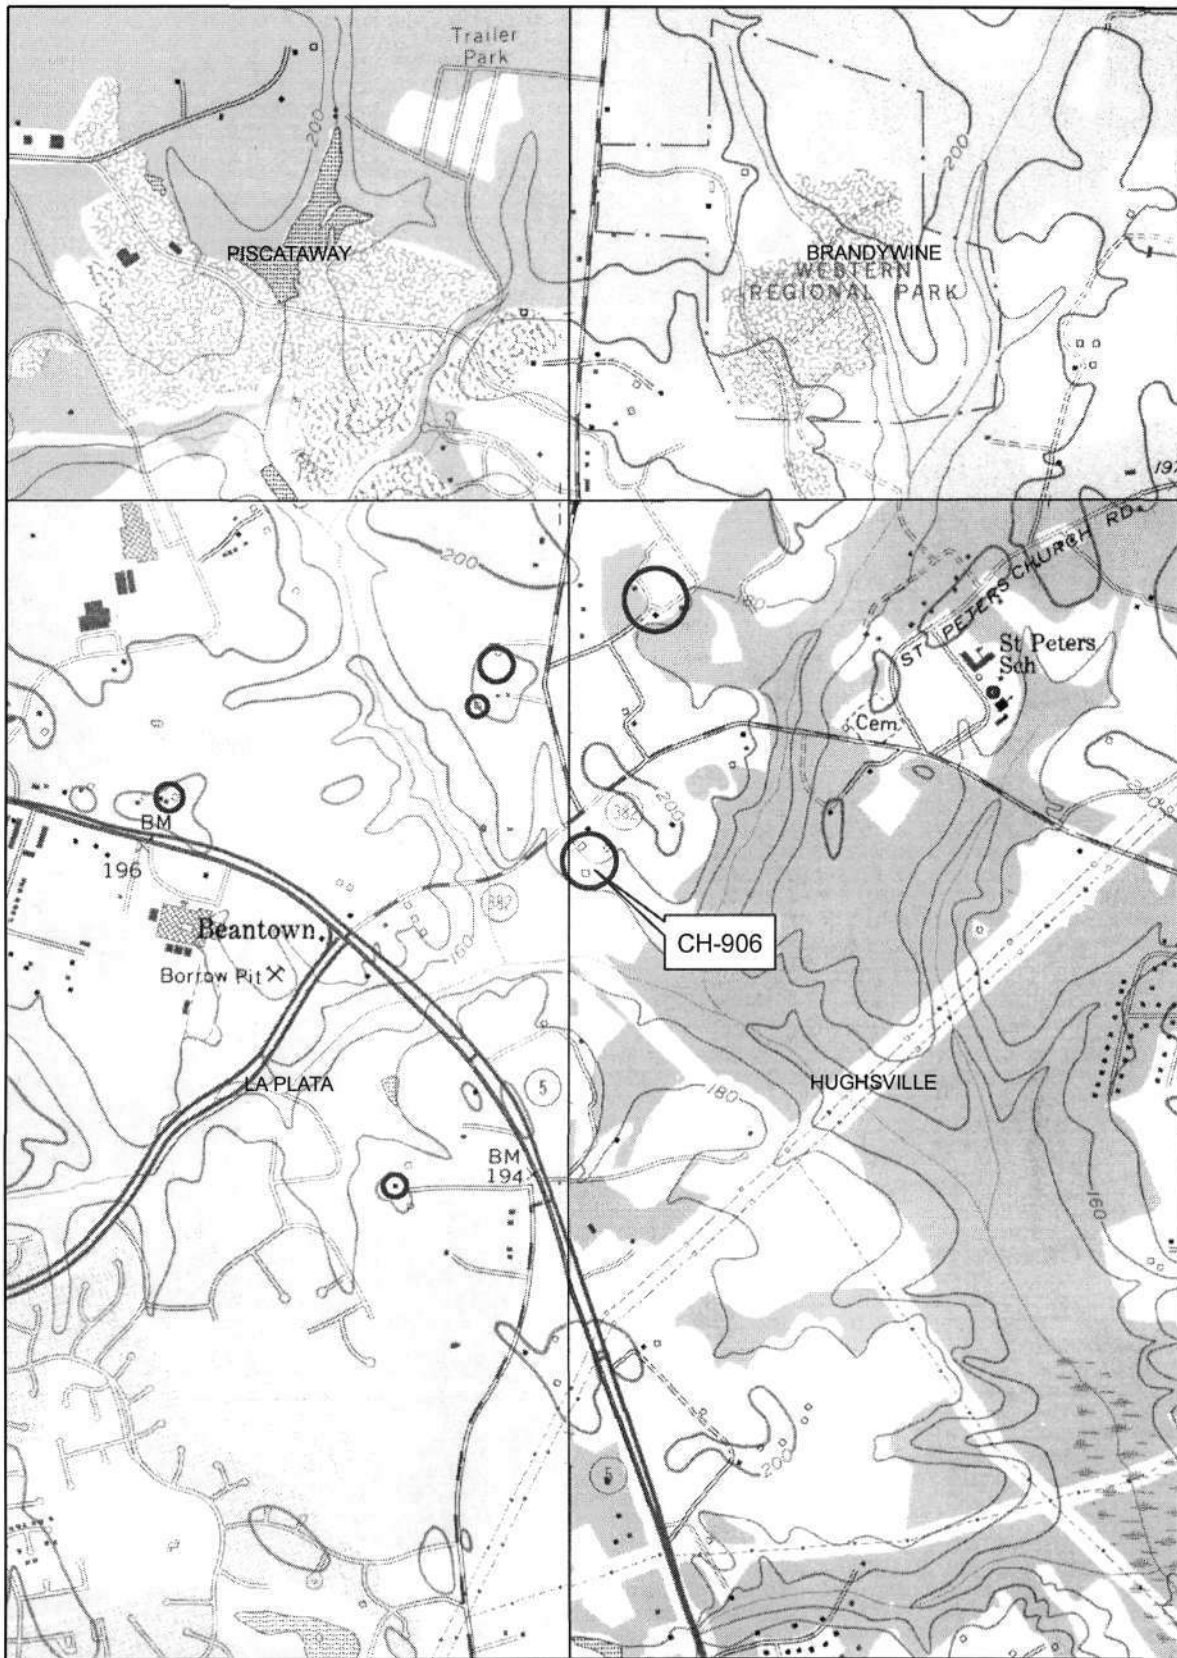 Trailer
Park
200
200
PISCATAWAY
BRANDYWINE
WESTERN
REGIONAL PARK
197
200
180
ST PETERS CHURCH RD
St Peters
Sch
Cem
382
200
200
BM
196
382
Beantown
160
CH-906
Borrow Pit
LA PLATA
5
HUGHSVILLE
180
BM
194
160
200
5